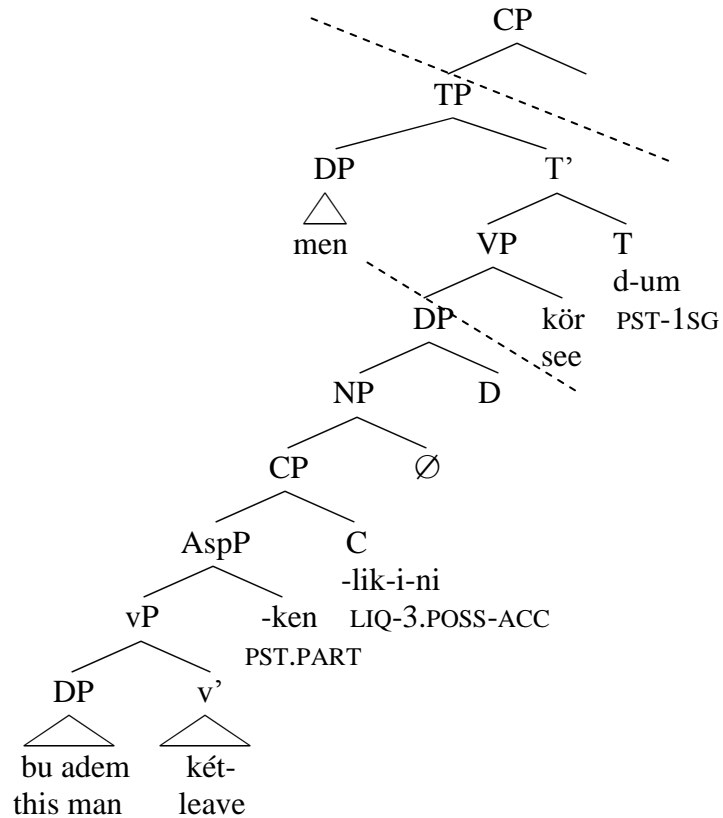 CP
TP
DP T’
men VP T
d-um
DP kör PST-1SG
see
NP D
CP ∅
AspP C
-lik-i-ni
vP -ken LIQ-3.POSS-ACC
PST.PART
DP v’
bu adem két-
this man leave